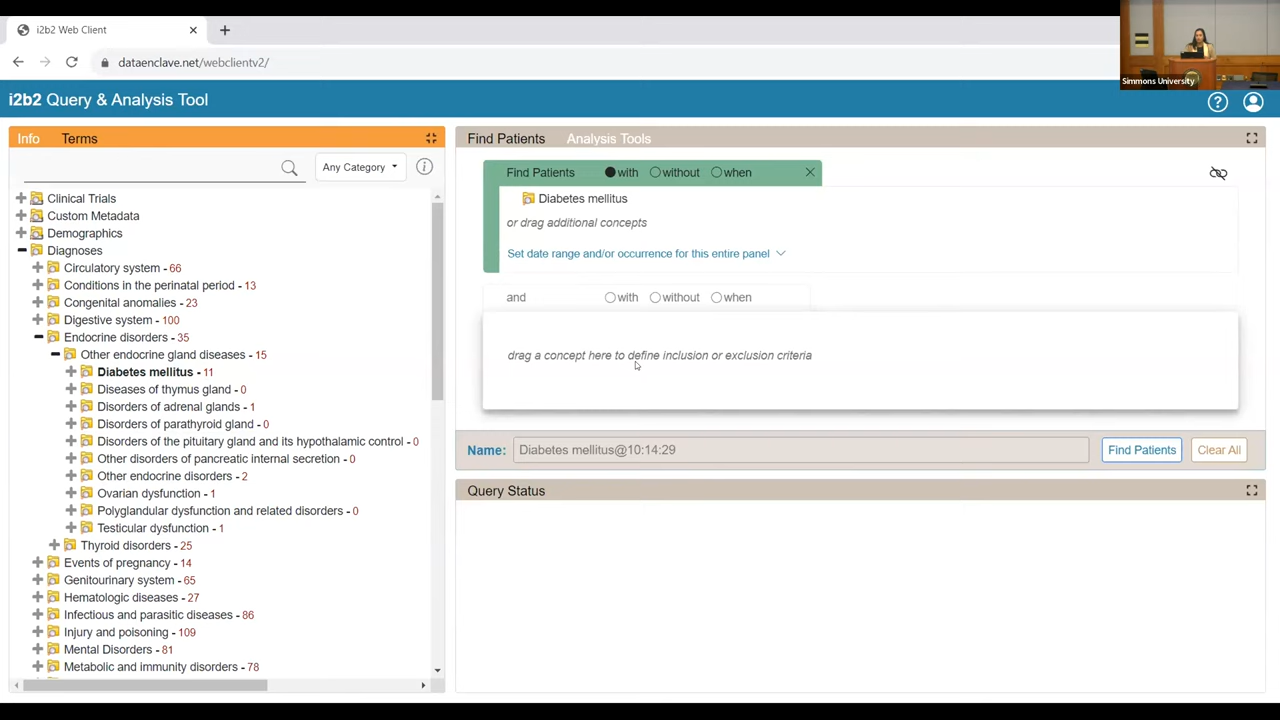 i2b2 Web Client
dataenclave.net/webclientv2/
Simmons University
i2b2 Query & Analysis Tool
Info Terms
Any Category
Clinical Trials
Custom Metadata
Demographics
Diagnoses
Circulatory system - 66
Conditions in the perinatal period - 13
Congenital anomalies - 23
Digestive system - 100
Endocrine disorders - 35
Other endocrine gland diseases - 15
Diabetes mellitus - 11
Diseases of thymus gland - 0
Disorders of adrenal glands - 1
Disorders of parathyroid gland - 0
Disorders of the pituitary gland and its hypothalamic control - 0
Other disorders of pancreatic internal secretion - 0
Other endocrine disorders - 2
Ovarian dysfunction - 1
Polyglandular dysfunction and related disorders - 0
Testicular dysfunction - 1
Thyroid disorders - 25
Events of pregnancy - 14
Genitourinary system - 65
Hematologic diseases - 27
Infectious and parasitic diseases - 86
Injury and poisoning - 109
Mental Disorders - 81
Metabolic and immunity disorders - 78
Find Patients Analysis Tools
Find Patients with without when
Diabetes mellitus
or drag additional concepts
Set date range and/or occurrence for this entire panel
and with without when
drag a concept here to define inclusion or exclusion criteria
Name: Diabetes mellitus@10:14:29 Find Patients Clear All
Query Status